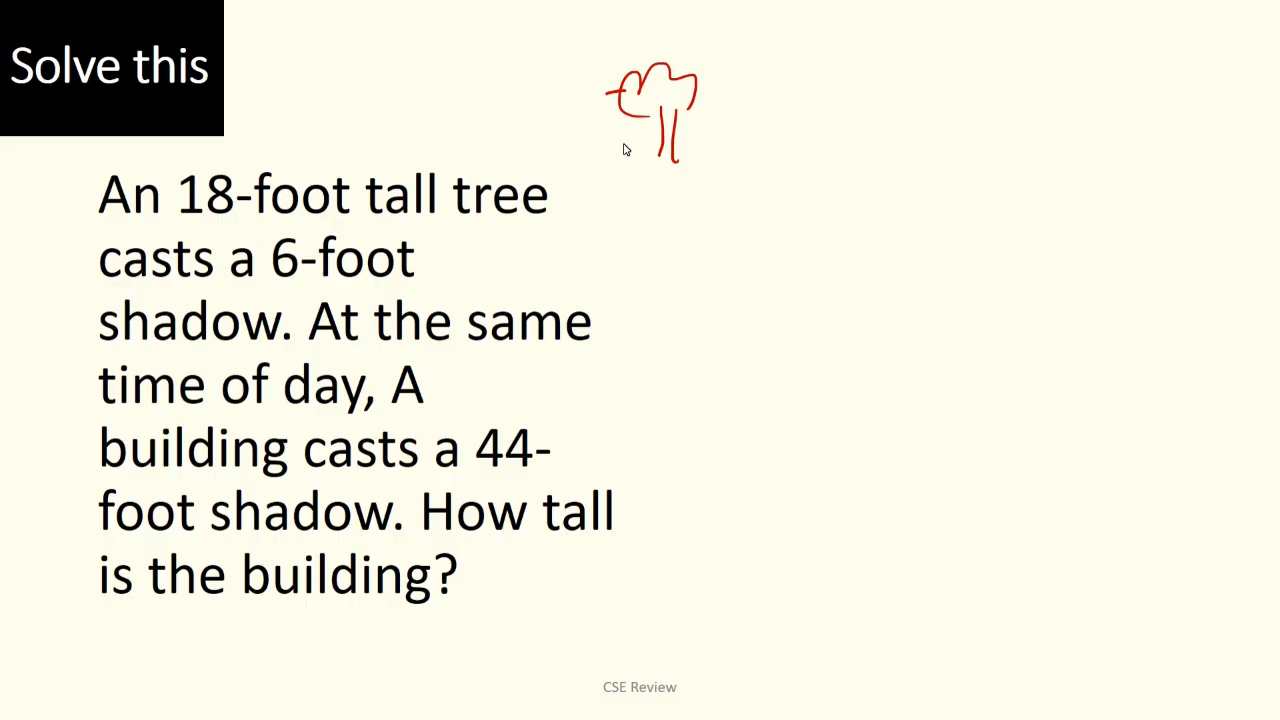 Solve this
An 18-foot tall tree
casts a 6-foot
shadow. At the same
time of day, A
building casts a 44-
foot shadow. How tall
is the building?
CSE Review